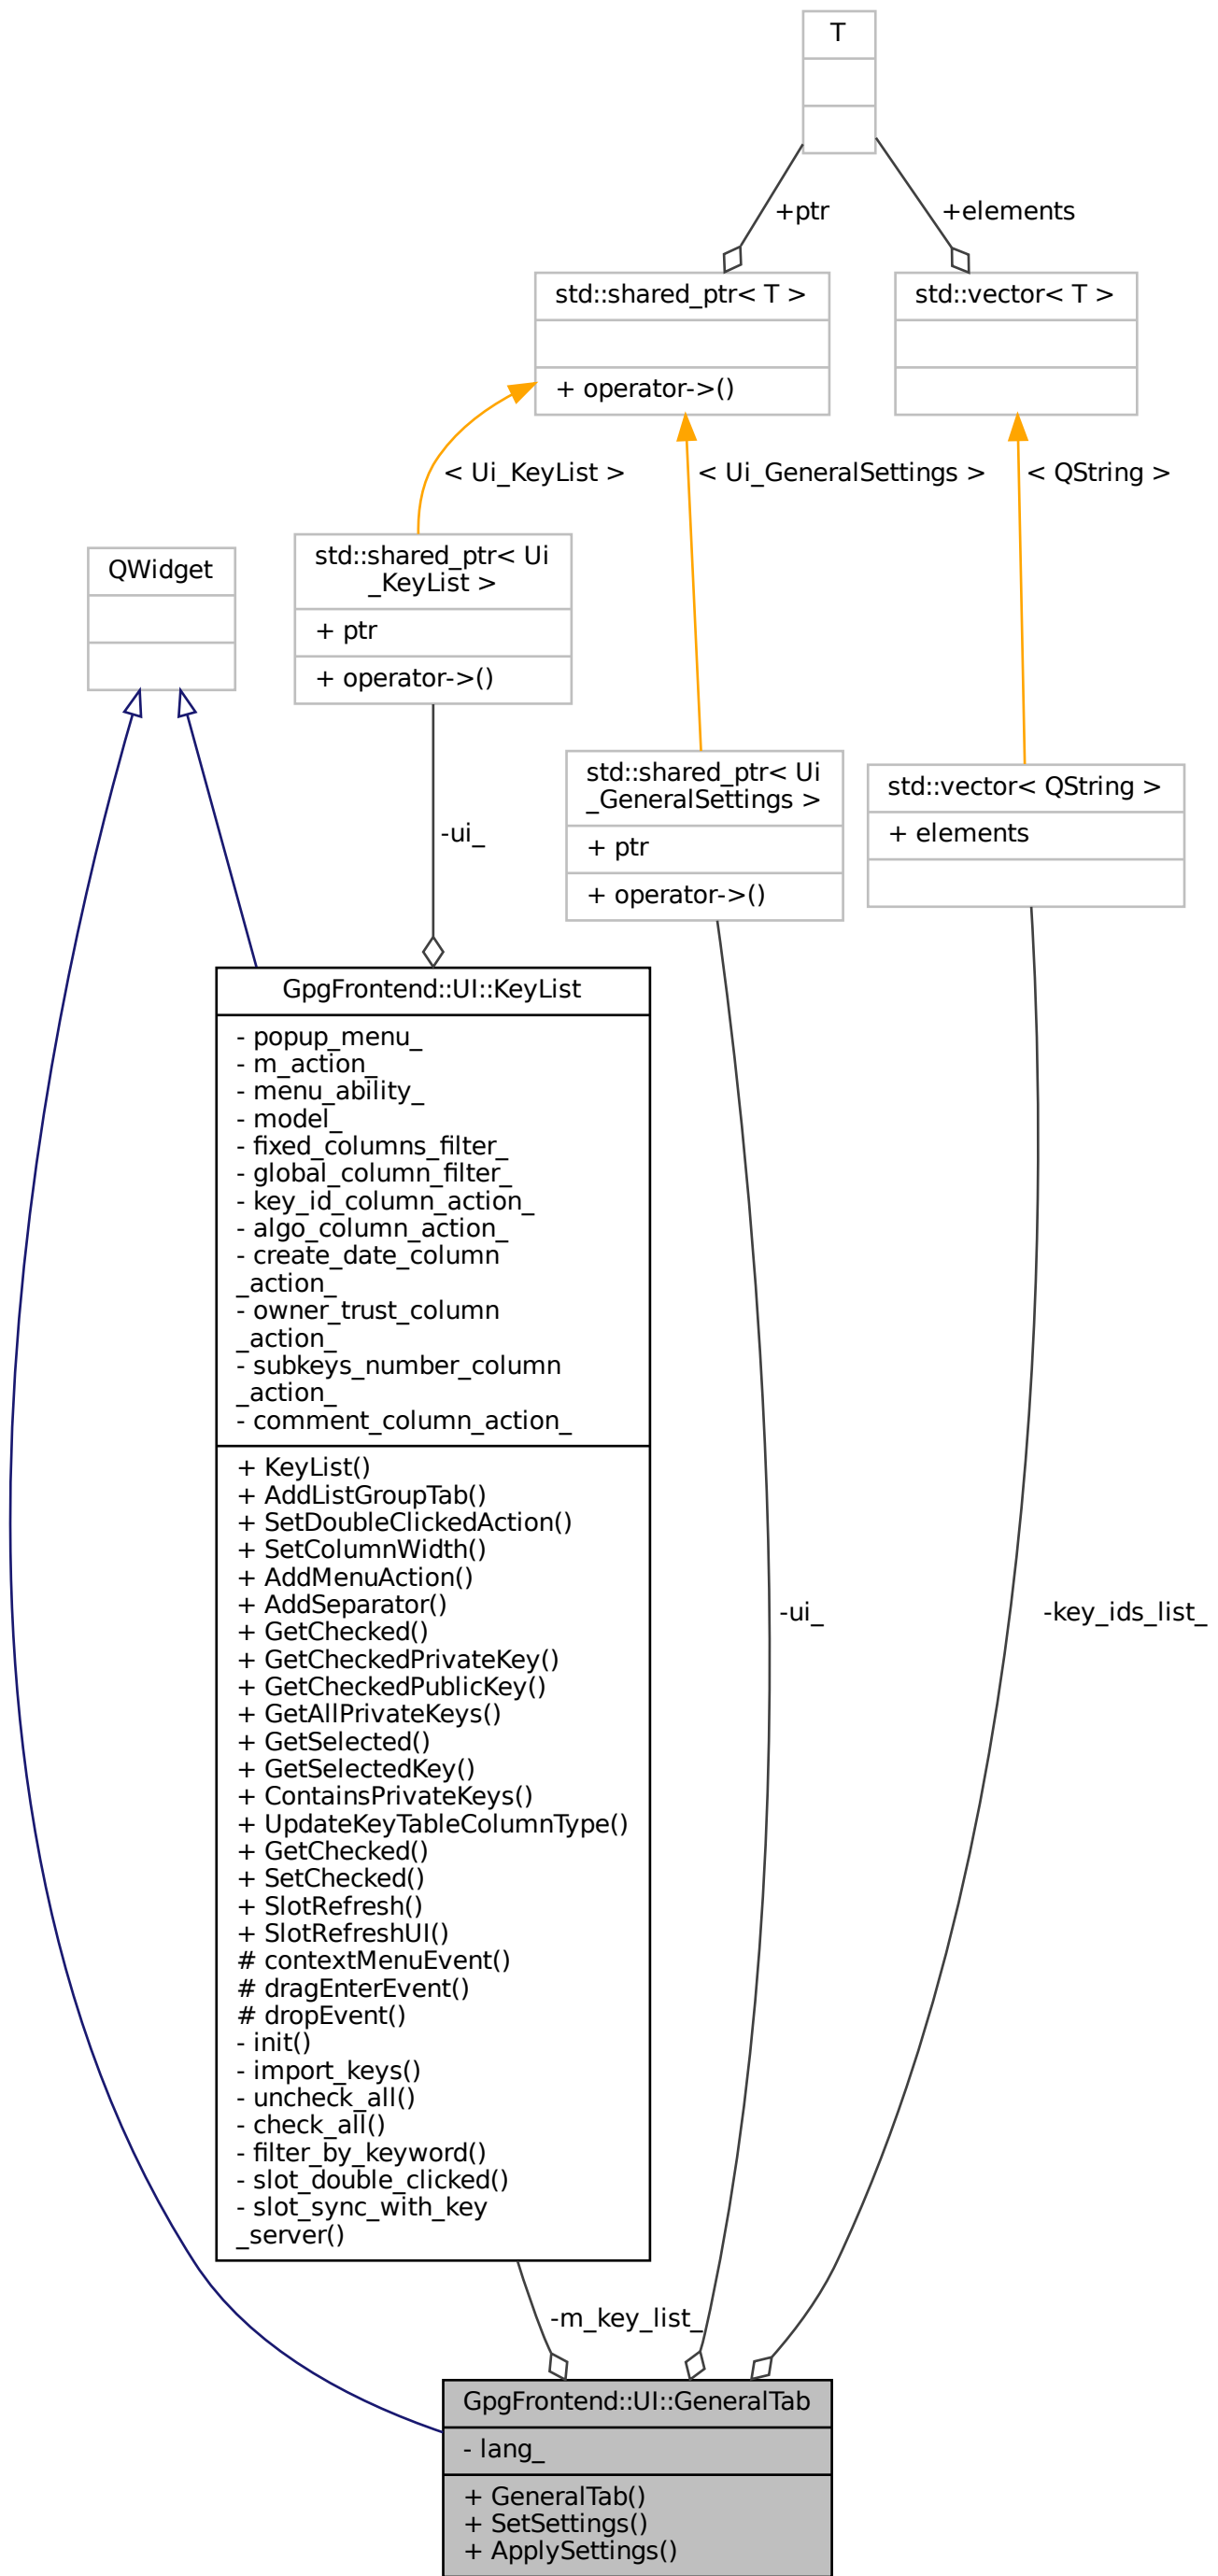 T
+ptr
+elements
std::shared_ptr< T >
+ operator->()
std::vector< T >
< Ui_KeyList >
< Ui_GeneralSettings >
< QString >
QWidget
std::shared_ptr< Ui
_KeyList >
+ ptr
+ operator->()
std::shared_ptr< Ui
_GeneralSettings >
+ ptr
+ operator->()
std::vector< QString >
+ elements
-ui_
GpgFrontend::UI::KeyList
- popup_menu_
- m_action_
- menu_ability_
- model_
- fixed_columns_filter_
- global_column_filter_
- key_id_column_action_
- algo_column_action_
- create_date_column
_action_
- owner_trust_column
_action_
- subkeys_number_column
_action_
- comment_column_action_
+ KeyList()
+ AddListGroupTab()
+ SetDoubleClickedAction()
+ SetColumnWidth()
+ AddMenuAction()
+ AddSeparator()
+ GetChecked()
+ GetCheckedPrivateKey()
+ GetCheckedPublicKey()
+ GetAllPrivateKeys()
+ GetSelected()
+ GetSelectedKey()
+ ContainsPrivateKeys()
+ UpdateKeyTableColumnType()
+ GetChecked()
+ SetChecked()
+ SlotRefresh()
+ SlotRefreshUI()
# contextMenuEvent()
# dragEnterEvent()
# dropEvent()
- init()
- import_keys()
- uncheck_all()
- check_all()
- filter_by_keyword()
- slot_double_clicked()
- slot_sync_with_key
_server()
-ui_
-key_ids_list_
-m_key_list_
GpgFrontend::UI::GeneralTab
- lang_
+ GeneralTab()
+ SetSettings()
+ ApplySettings()